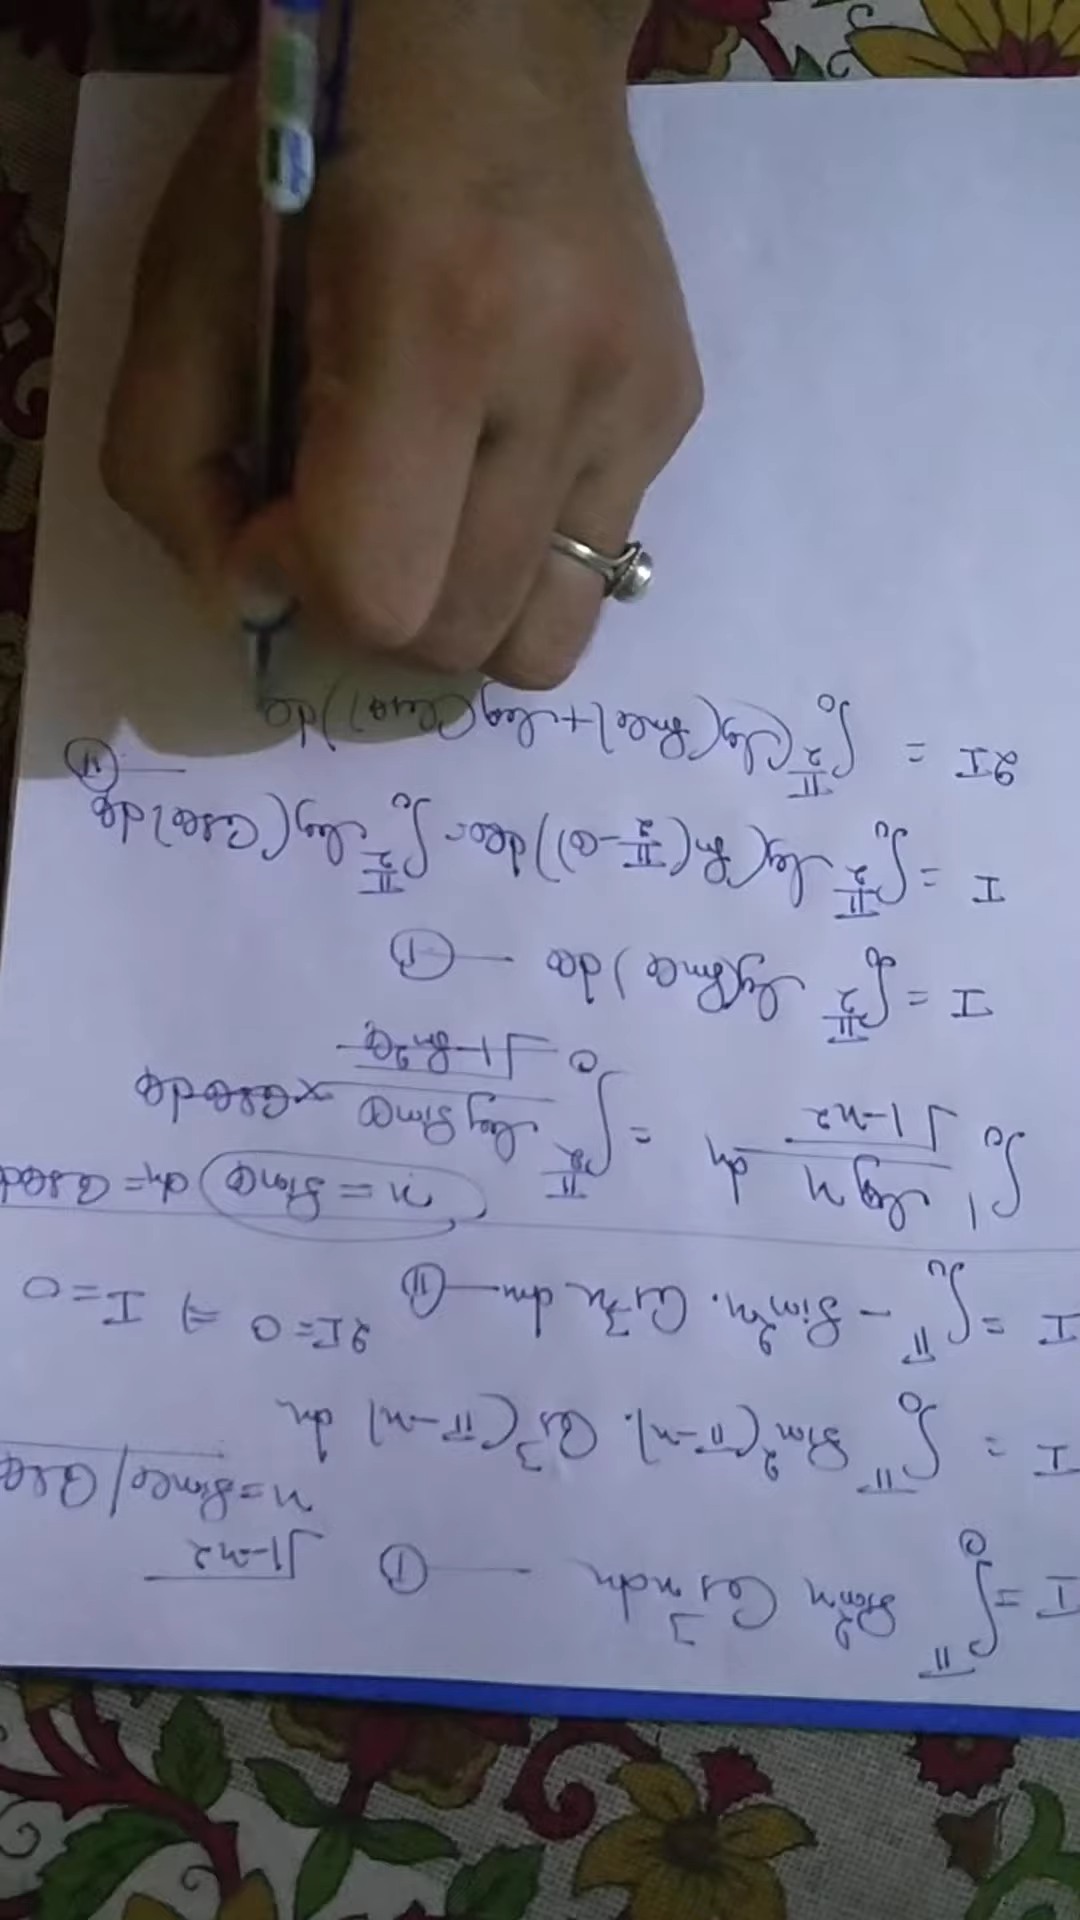 I = ∫₀^π Sin²x Cos³x dx — ①
√1-x²
x = Sinθ / Cosθ
I = ∫₀^π Sin²(π-x). Cos³(π-x) dx
I = ∫₀^π - Sin²x. Cos³x dx — ②
2I = 0 ⇒ I = 0
∫₀¹ log x / √1-x² dx = ∫₀^π/2 log Sinθ / √1-Sin²θ × Cosθ dθ
x = Sinθ dx = Cosθd
I = ∫₀^π/2 log(Sinθ) dθ — ①
I = ∫₀^π/2 log(Sin(π/2-θ)) dθ = ∫₀^π/2 log(Cosθ) dθ — ②
2I = ∫₀^π/2 (log(Sinθ) + log(Cosθ)) dθ